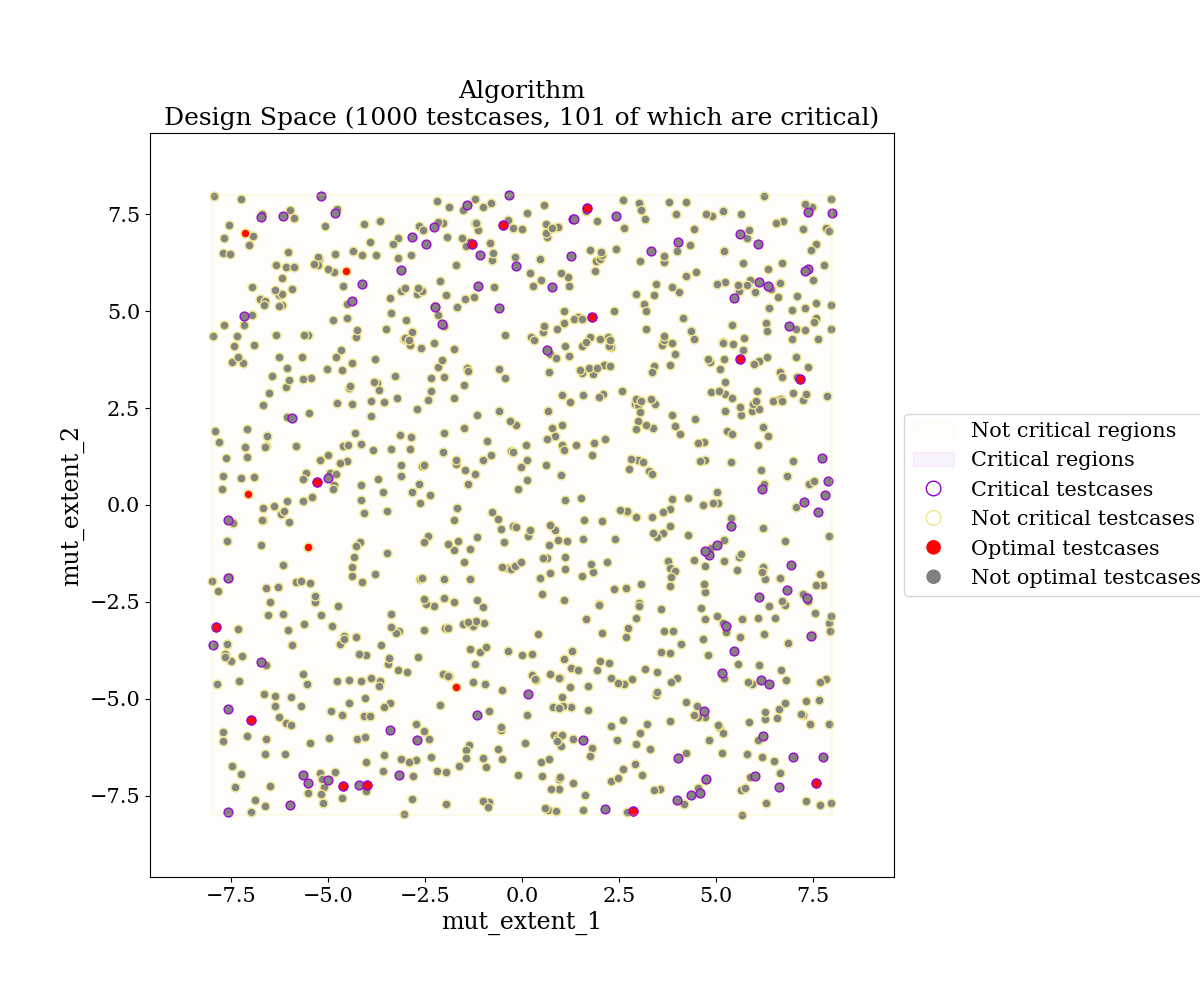 Algorithm
Design Space (1000 testcases, 101 of which are critical)
7.5
5.0
2.5
0.0
−2.5
−5.0
−7.5
mut_extent_2
−7.5
−5.0
−2.5
0.0
2.5
5.0
7.5
mut_extent_1
Not critical regions
Critical regions
Critical testcases
Not critical testcases
Optimal testcases
Not optimal testcases